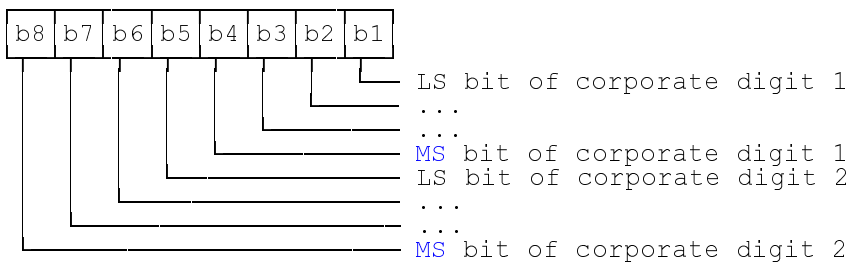 b8 b7 b6 b5 b4 b3 b2 b1
LS bit of corporate digit 1
...
...
MS bit of corporate digit 1
LS bit of corporate digit 2
...
...
MS bit of corporate digit 2